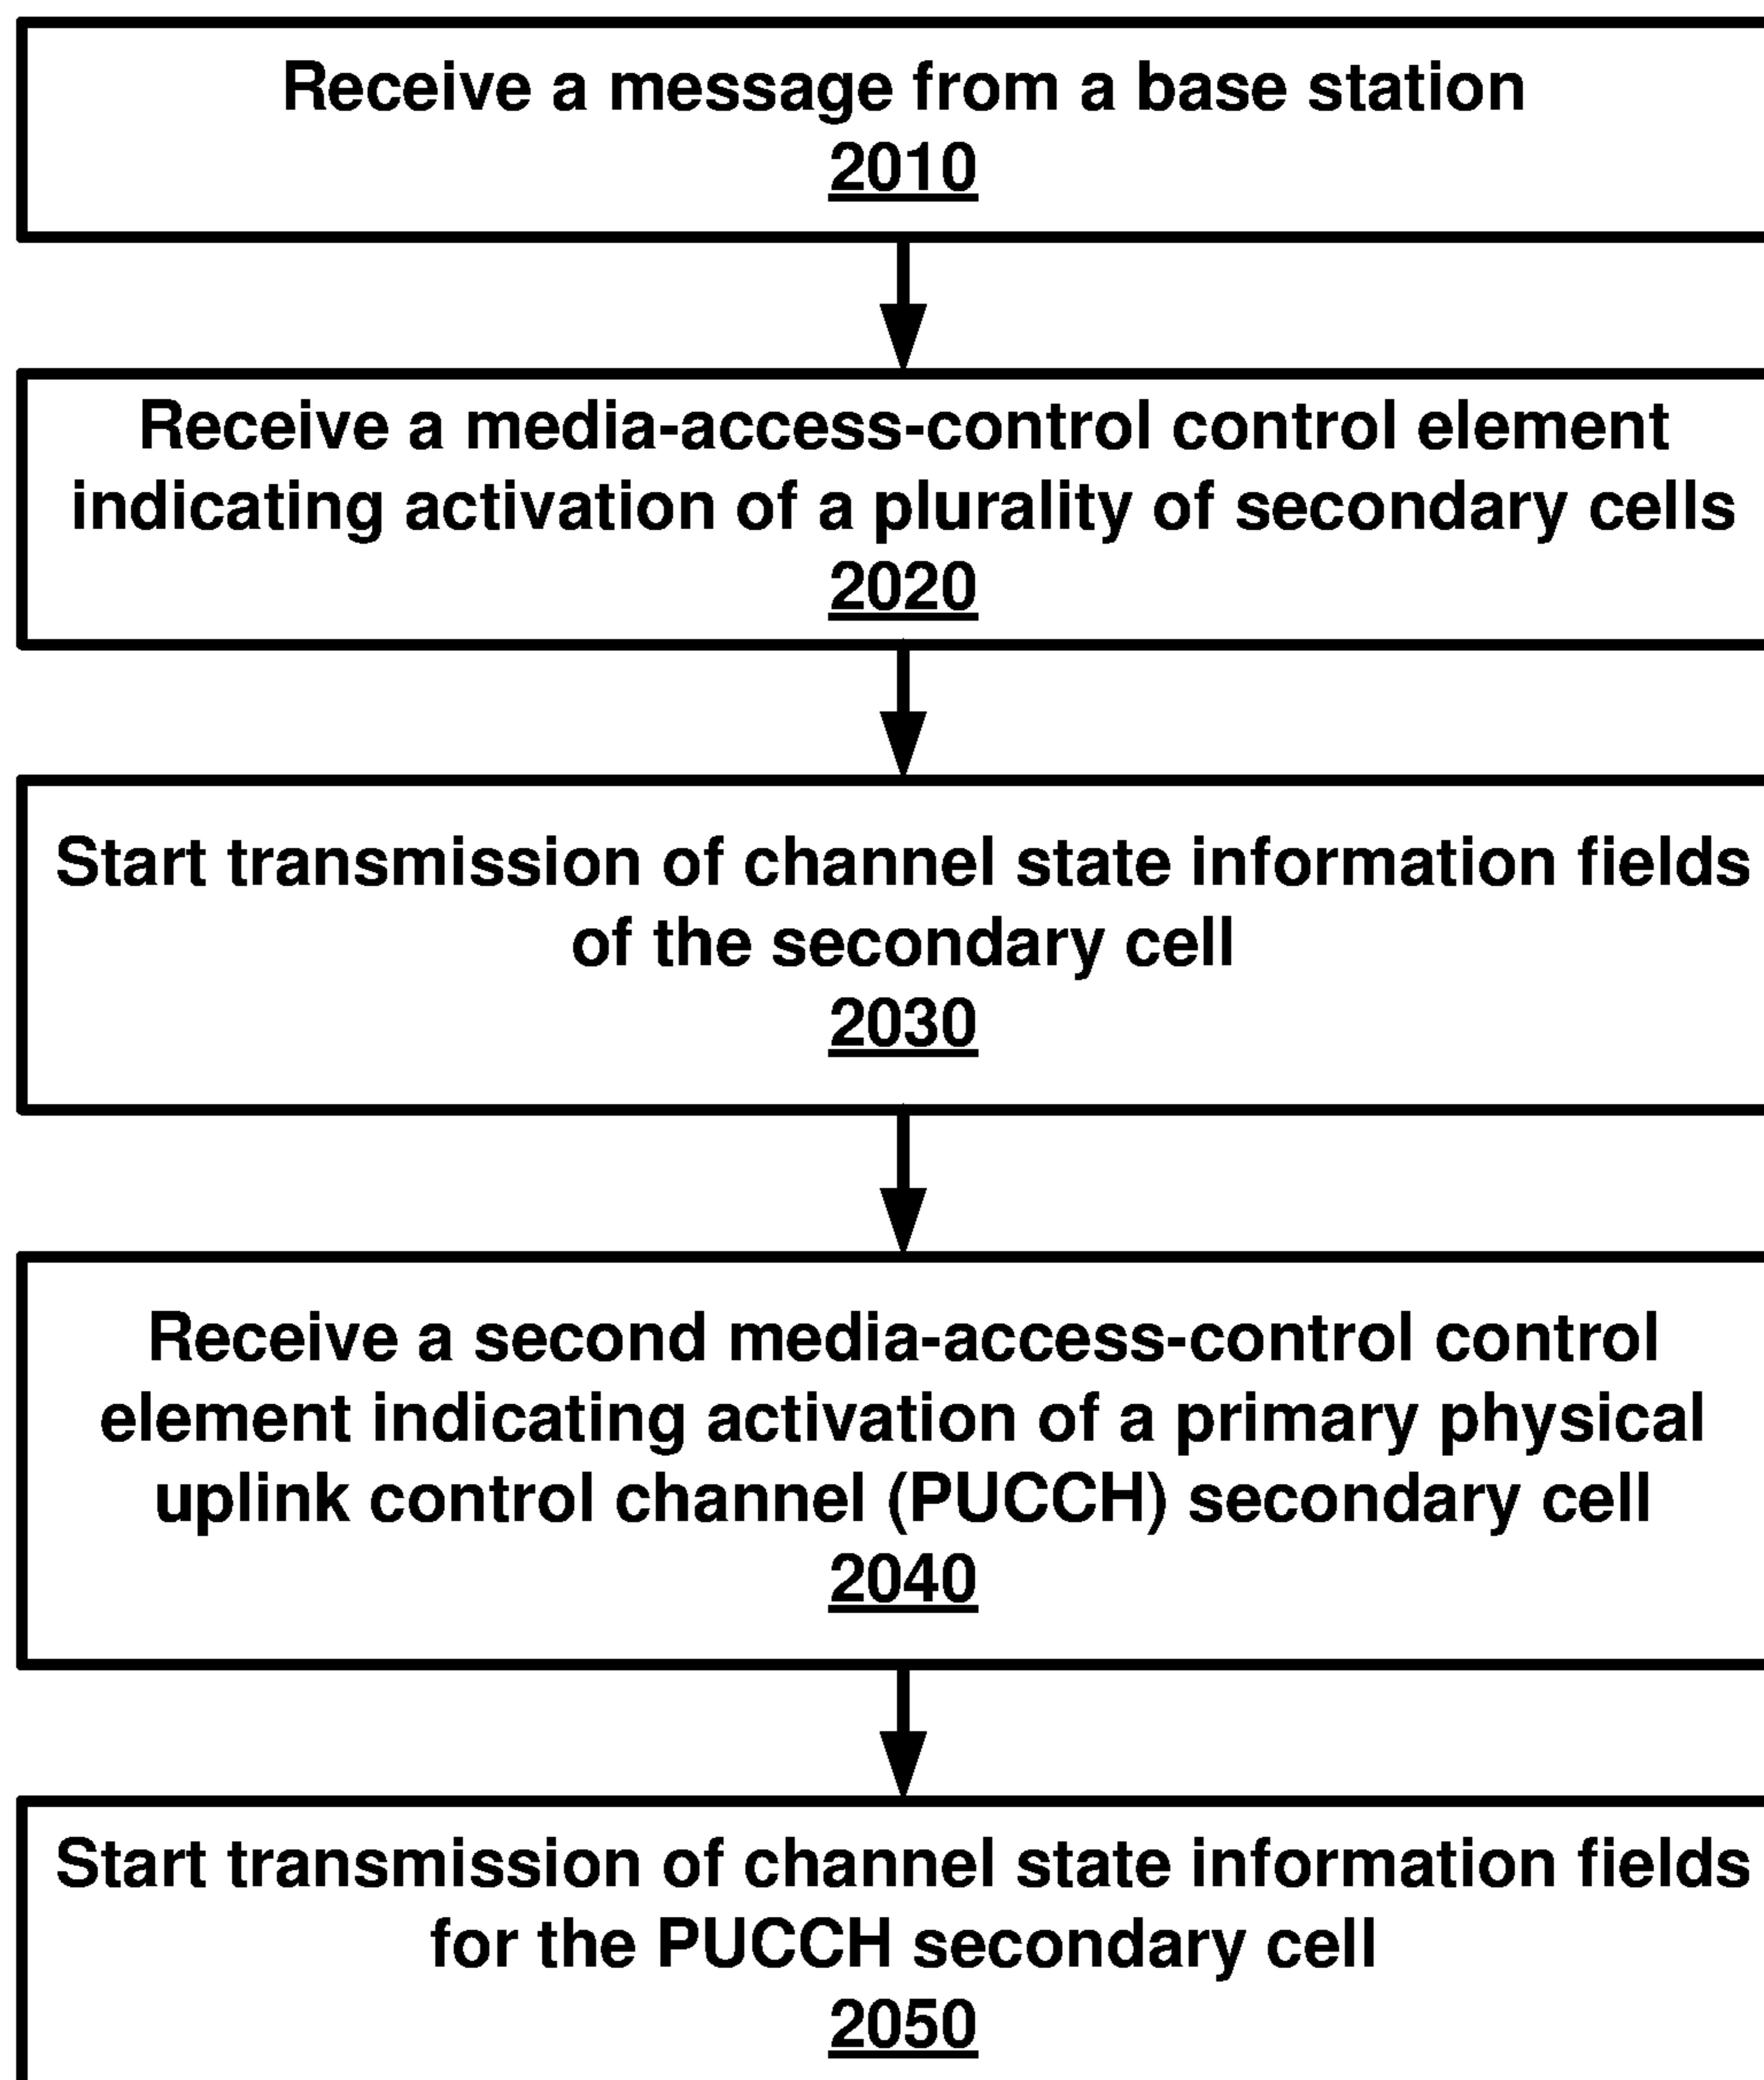 Receive a message from a base station
2010
Receive a media-access-control control element
indicating activation of a plurality of secondary cells
2020
Start transmission of channel state information fields
of the secondary cell
2030
Receive a second media-access-control control
element indicating activation of a primary physical
uplink control channel (PUCCH) secondary cell
2040
Start transmission of channel state information fields
for the PUCCH secondary cell
2050